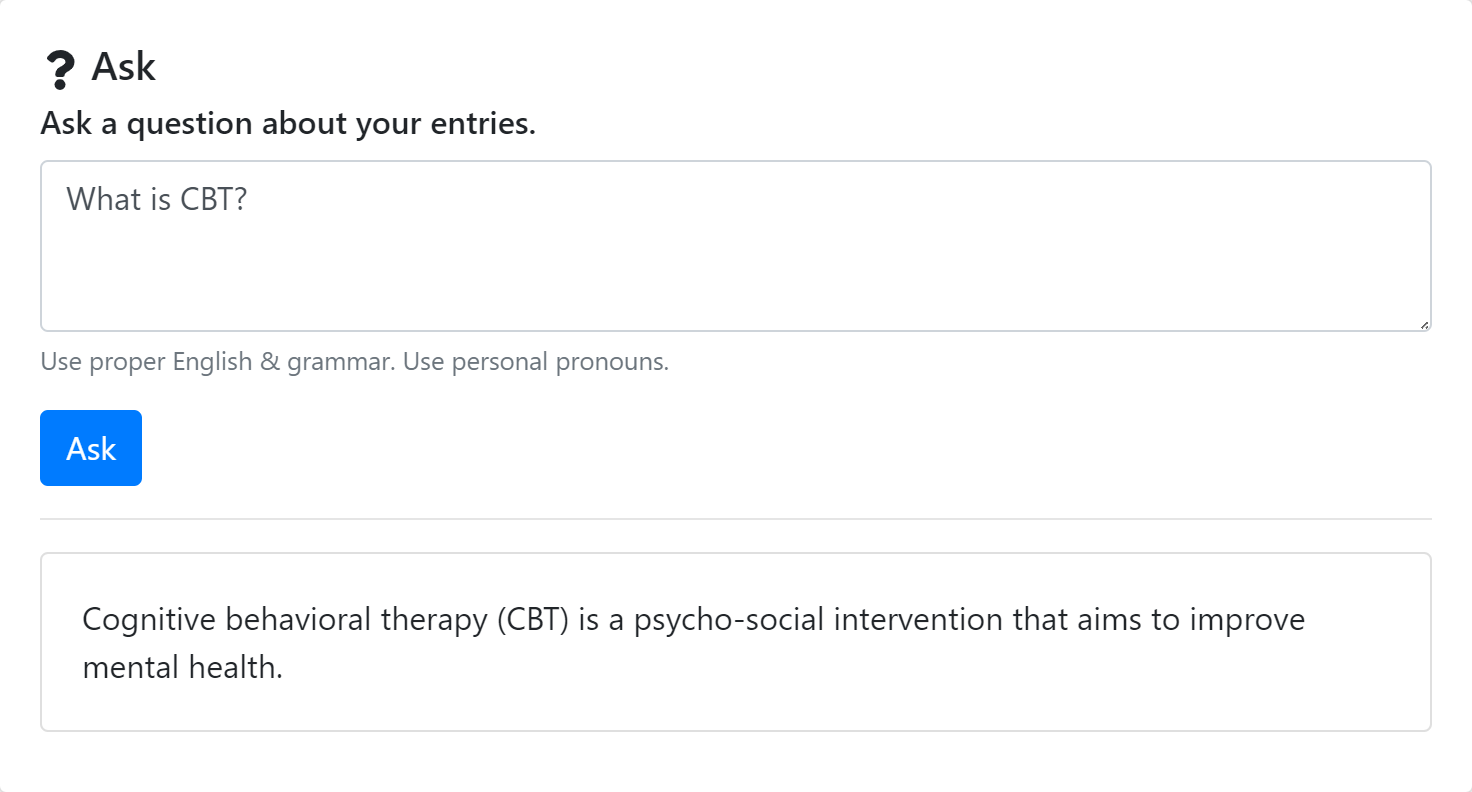 ? Ask
Ask a question about your entries.
What is CBT?
Use proper English & grammar. Use personal pronouns.
Ask
Cognitive behavioral therapy (CBT) is a psycho-social intervention that aims to improve
mental health.